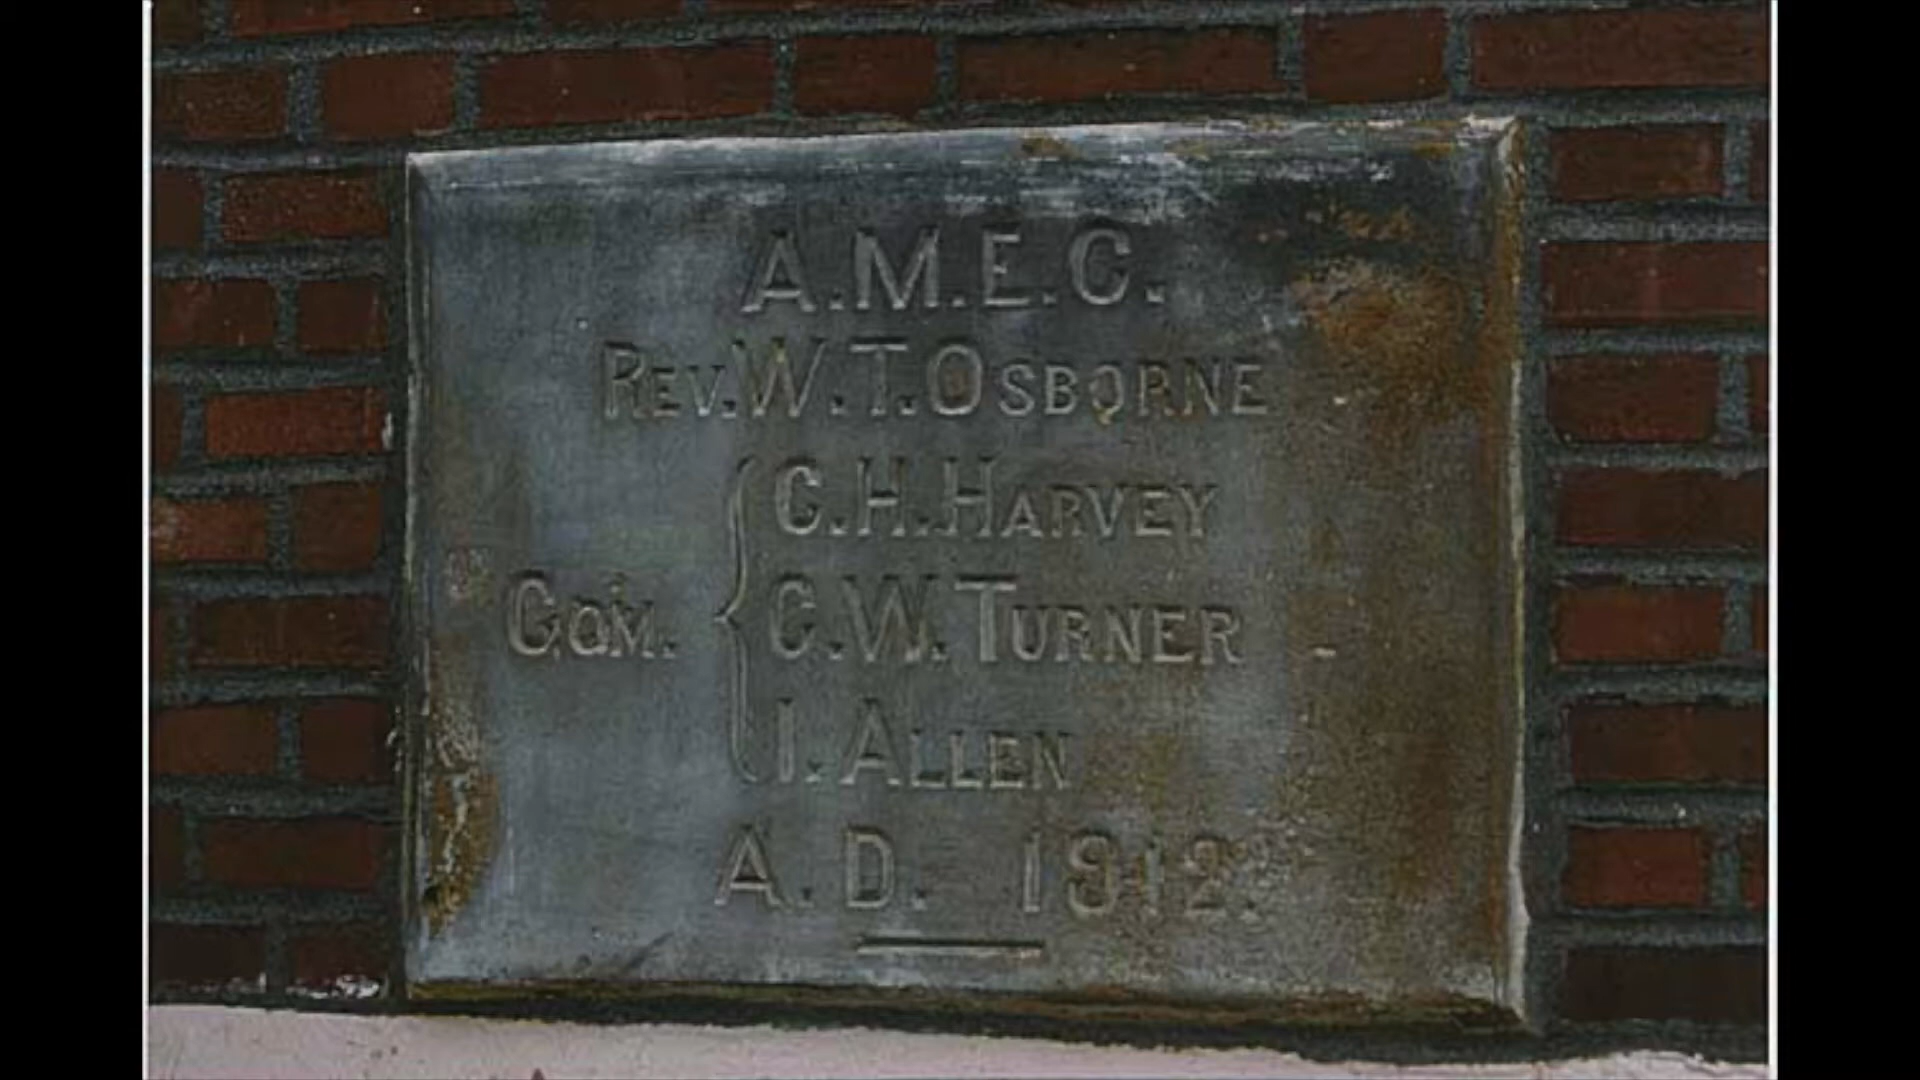 A.M.E.C.
REV. W.T. OSBORNE
C.H. HARVEY
COM. { C.W. TURNER
I. ALLEN
A.D. 1912.